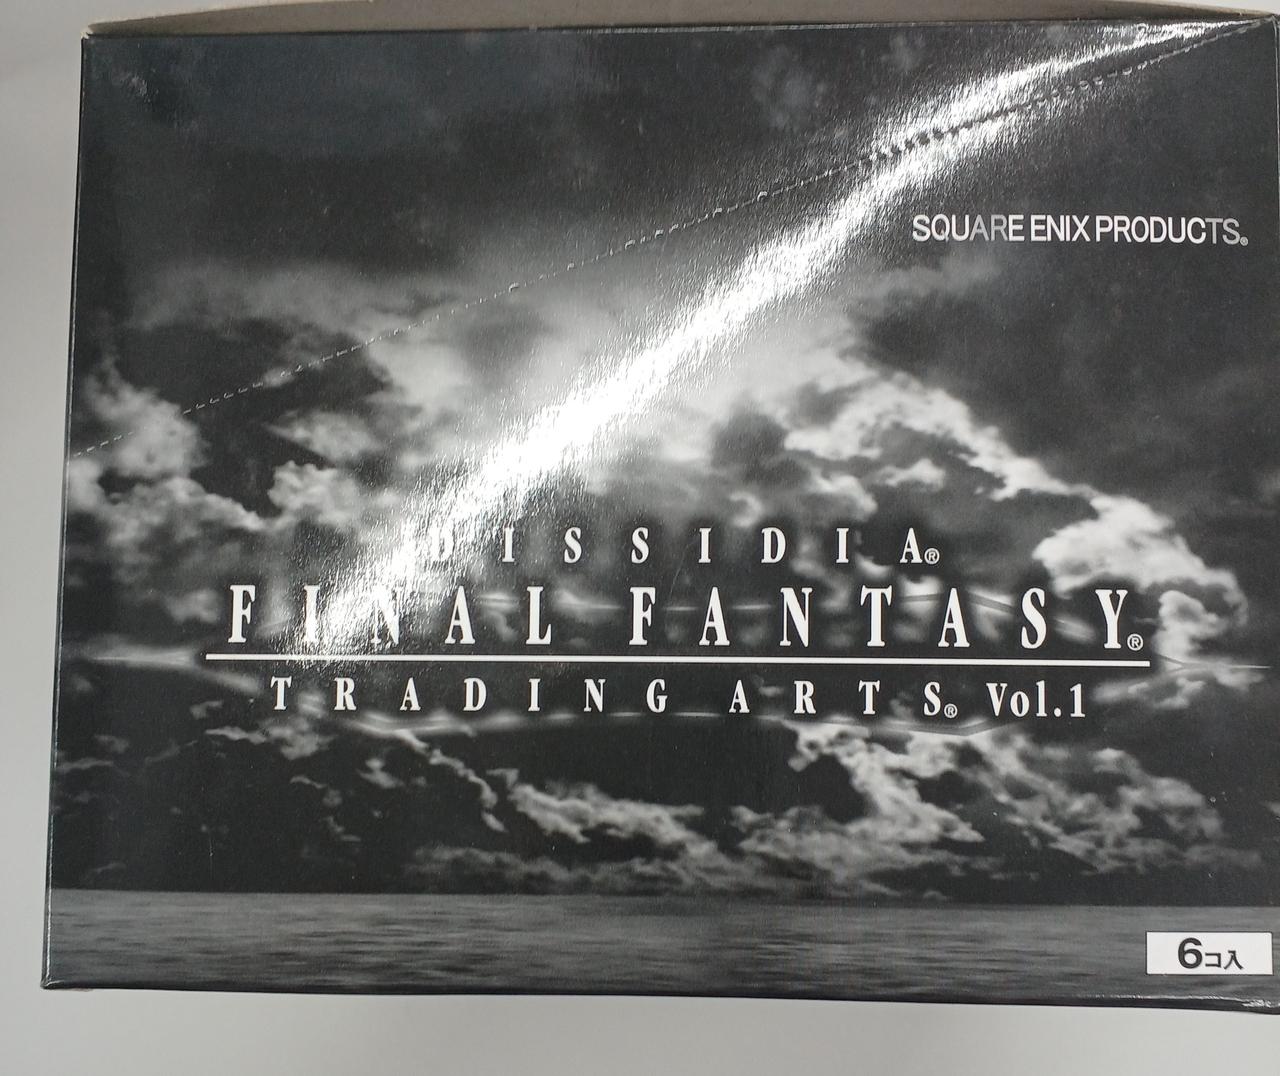 SQUARE ENIX PRODUCTS®
DISSIDIA®
FINAL FANTASY®
TRADING ARTS® Vol.1
6コ入